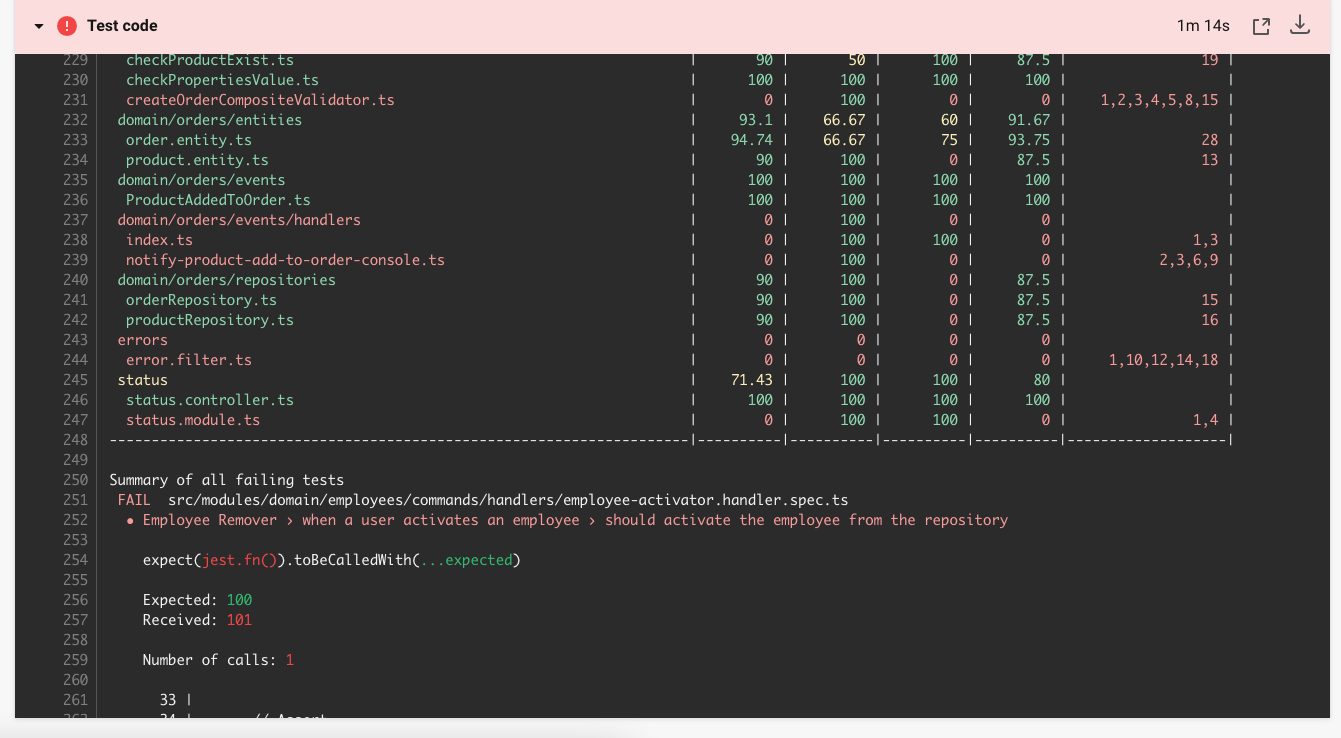 Test code 1m 14s
229 checkProductExist.ts | 90 | 50 | 100 | 87.5 | 19 |
230 checkPropertiesValue.ts | 100 | 100 | 100 | 100 | |
231 createOrderCompositeValidator.ts | 0 | 100 | 0 | 0 | 1,2,3,4,5,8,15 |
232 domain/orders/entities | 93.1 | 66.67 | 60 | 91.67 | |
233 order.entity.ts | 94.74 | 66.67 | 75 | 93.75 | 28 |
234 product.entity.ts | 90 | 100 | 0 | 87.5 | 13 |
235 domain/orders/events | 100 | 100 | 100 | 100 | |
236 ProductAddedToOrder.ts | 100 | 100 | 100 | 100 | |
237 domain/orders/events/handlers | 0 | 100 | 0 | 0 | |
238 index.ts | 0 | 100 | 100 | 0 | 1,3 |
239 notify-product-add-to-order-console.ts | 0 | 100 | 0 | 0 | 2,3,6,9 |
240 domain/orders/repositories | 90 | 100 | 0 | 87.5 | |
241 orderRepository.ts | 90 | 100 | 0 | 87.5 | 15 |
242 productRepository.ts | 90 | 100 | 0 | 87.5 | 16 |
243 errors | 0 | 0 | 0 | 0 | |
244 error.filter.ts | 0 | 0 | 0 | 0 | 1,10,12,14,18 |
245 status | 71.43 | 100 | 100 | 80 | |
246 status.controller.ts | 100 | 100 | 100 | 100 | |
247 status.module.ts | 0 | 100 | 100 | 0 | 1,4 |
248 ---------------------------------------------------------------------|----------|----------|----------|----------|-------------------|
249
250 Summary of all failing tests
251 FAIL src/modules/domain/employees/commands/handlers/employee-activator.handler.spec.ts
252 • Employee Remover › when a user activates an employee › should activate the employee from the repository
253
254 expect(jest.fn()).toBeCalledWith(...expected)
255
256 Expected: 100
257 Received: 101
258
259 Number of calls: 1
260
261 33 |
262 34 | // Assert